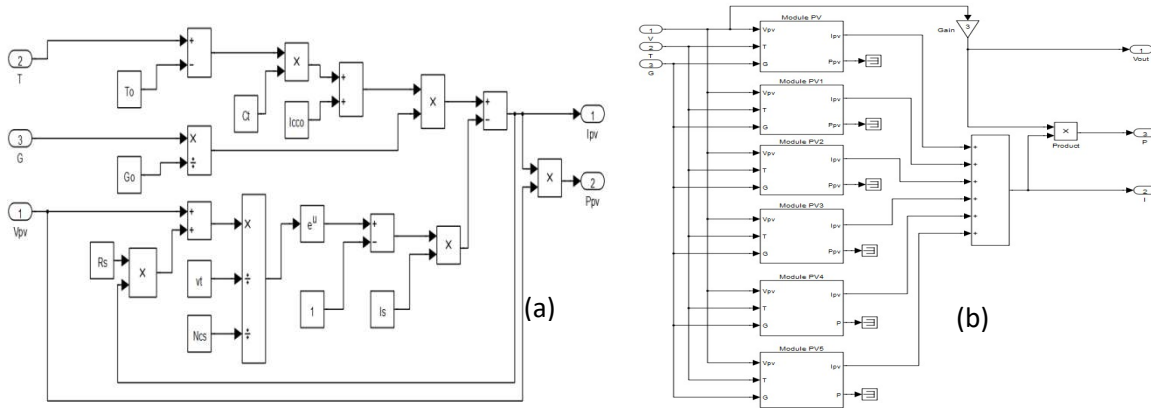 2
T
To
Ct
Icco
3
G
Go
1
Vpv
Rs
vt
Ncs
e^u
1
Is
1
Ipv
2
Ppv
(a)
1
V
2
T
3
G
Module PV
Vpv
T
G
Ipv
Ppv
Module PV1
Vpv
T
G
Ipv
Ppv
Module PV2
Vpv
T
G
Ipv
Ppv
Module PV3
Vpv
T
G
Ipv
Ppv
Module PV4
Vpv
T
G
Ipv
P
Module PV5
Vpv
T
G
Ipv
P
3
Gain
1
Vout
Product
3
P
2
I
(b)